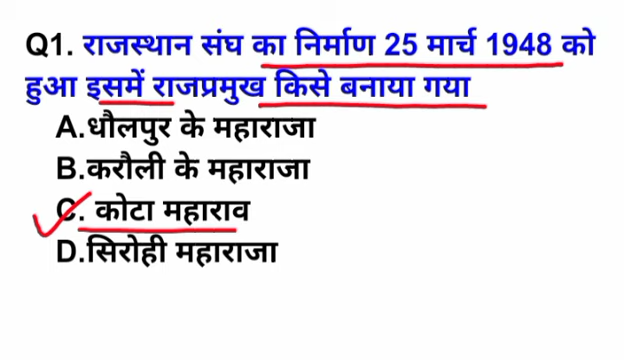 Q1. राजस्थान संघ का निर्माण 25 मार्च 1948 को
हुआ इसमें राजप्रमुख किसे बनाया गया
A.धौलपुर के महाराजा
B.करौली के महाराजा
C. कोटा महाराव
D.सिरोही महाराजा